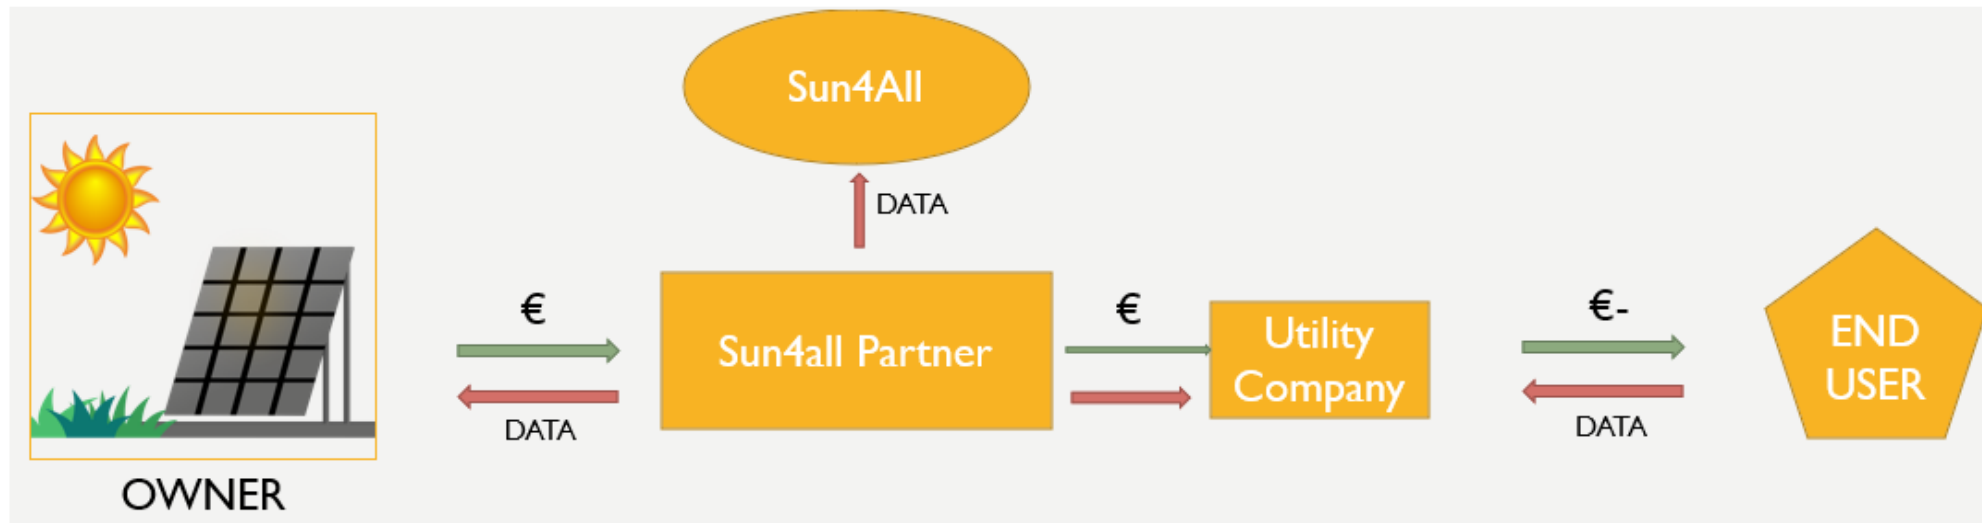 Sun4All
DATA
€
Sun4all Partner
€
Utility
Company
€-
END
USER
DATA
DATA
OWNER